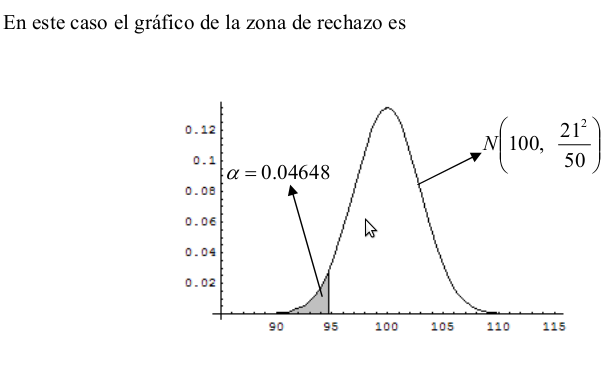 En este caso el gráfico de la zona de rechazo es
0.12
0.1
0.08
0.06
0.04
0.02
α = 0.04648
N(100, 21²/50)
90 95 100 105 110 115